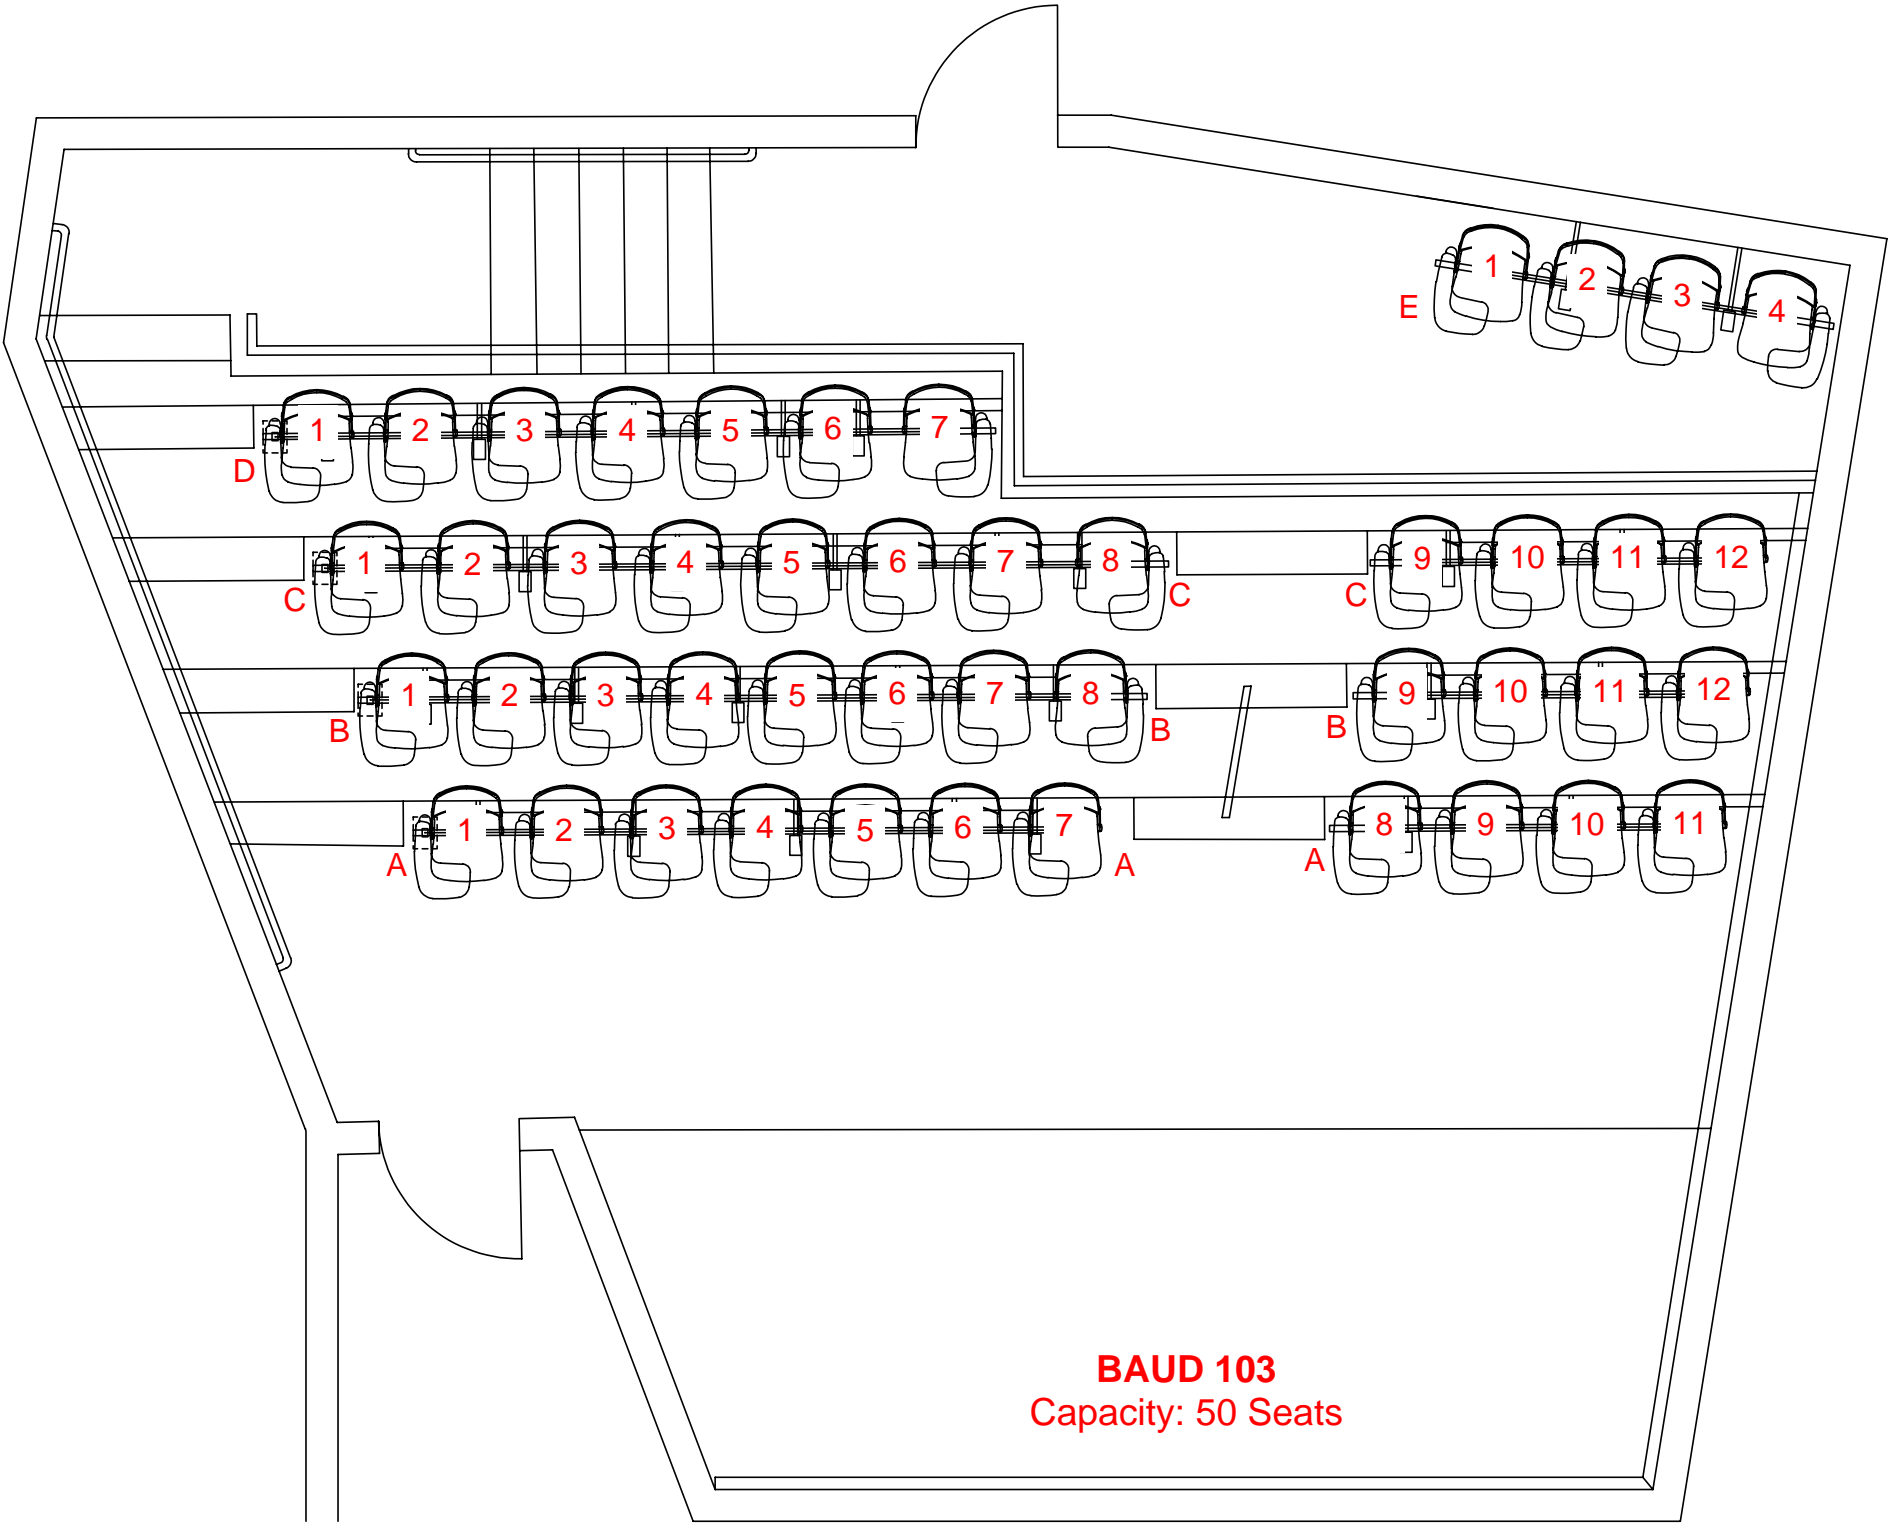 1 2 3 4
E
1 2 3 4 5 6 7
D
1 2 3 4 5 6 7 8 9 10 11 12
C C C
1 2 3 4 5 6 7 8 9 10 11 12
B B B
1 2 3 4 5 6 7 8 9 10 11
A A A
BAUD 103
Capacity: 50 Seats